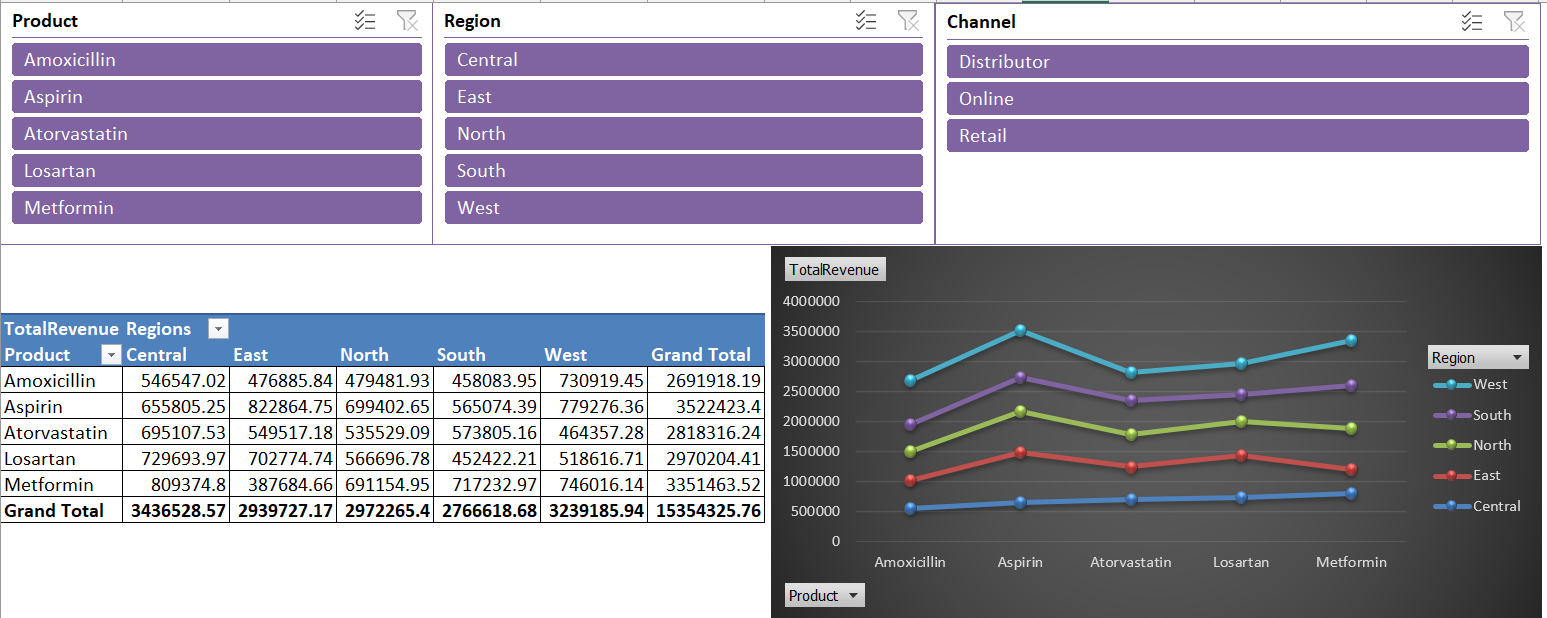 Product
Amoxicillin
Aspirin
Atorvastatin
Losartan
Metformin
Region
Central
East
North
South
West
Channel
Distributor
Online
Retail
TotalRevenue Regions
Product Central East North South West Grand Total
Amoxicillin 546547.02 476885.84 479481.93 458083.95 730919.45 2691918.19
Aspirin 655805.25 822864.75 699402.65 565074.39 779276.36 3522423.4
Atorvastatin 695107.53 549517.18 535529.09 573805.16 464357.28 2818316.24
Losartan 729693.97 702774.74 566696.78 452422.21 518616.71 2970204.41
Metformin 809374.8 387684.66 691154.95 717232.97 746016.14 3351463.52
Grand Total 3436528.57 2939727.17 2972265.4 2766618.68 3239185.94 15354325.76
TotalRevenue
4000000
3500000
3000000
2500000
2000000
1500000
1000000
500000
0
Amoxicillin Aspirin Atorvastatin Losartan Metformin
Region
West
South
North
East
Central
Product